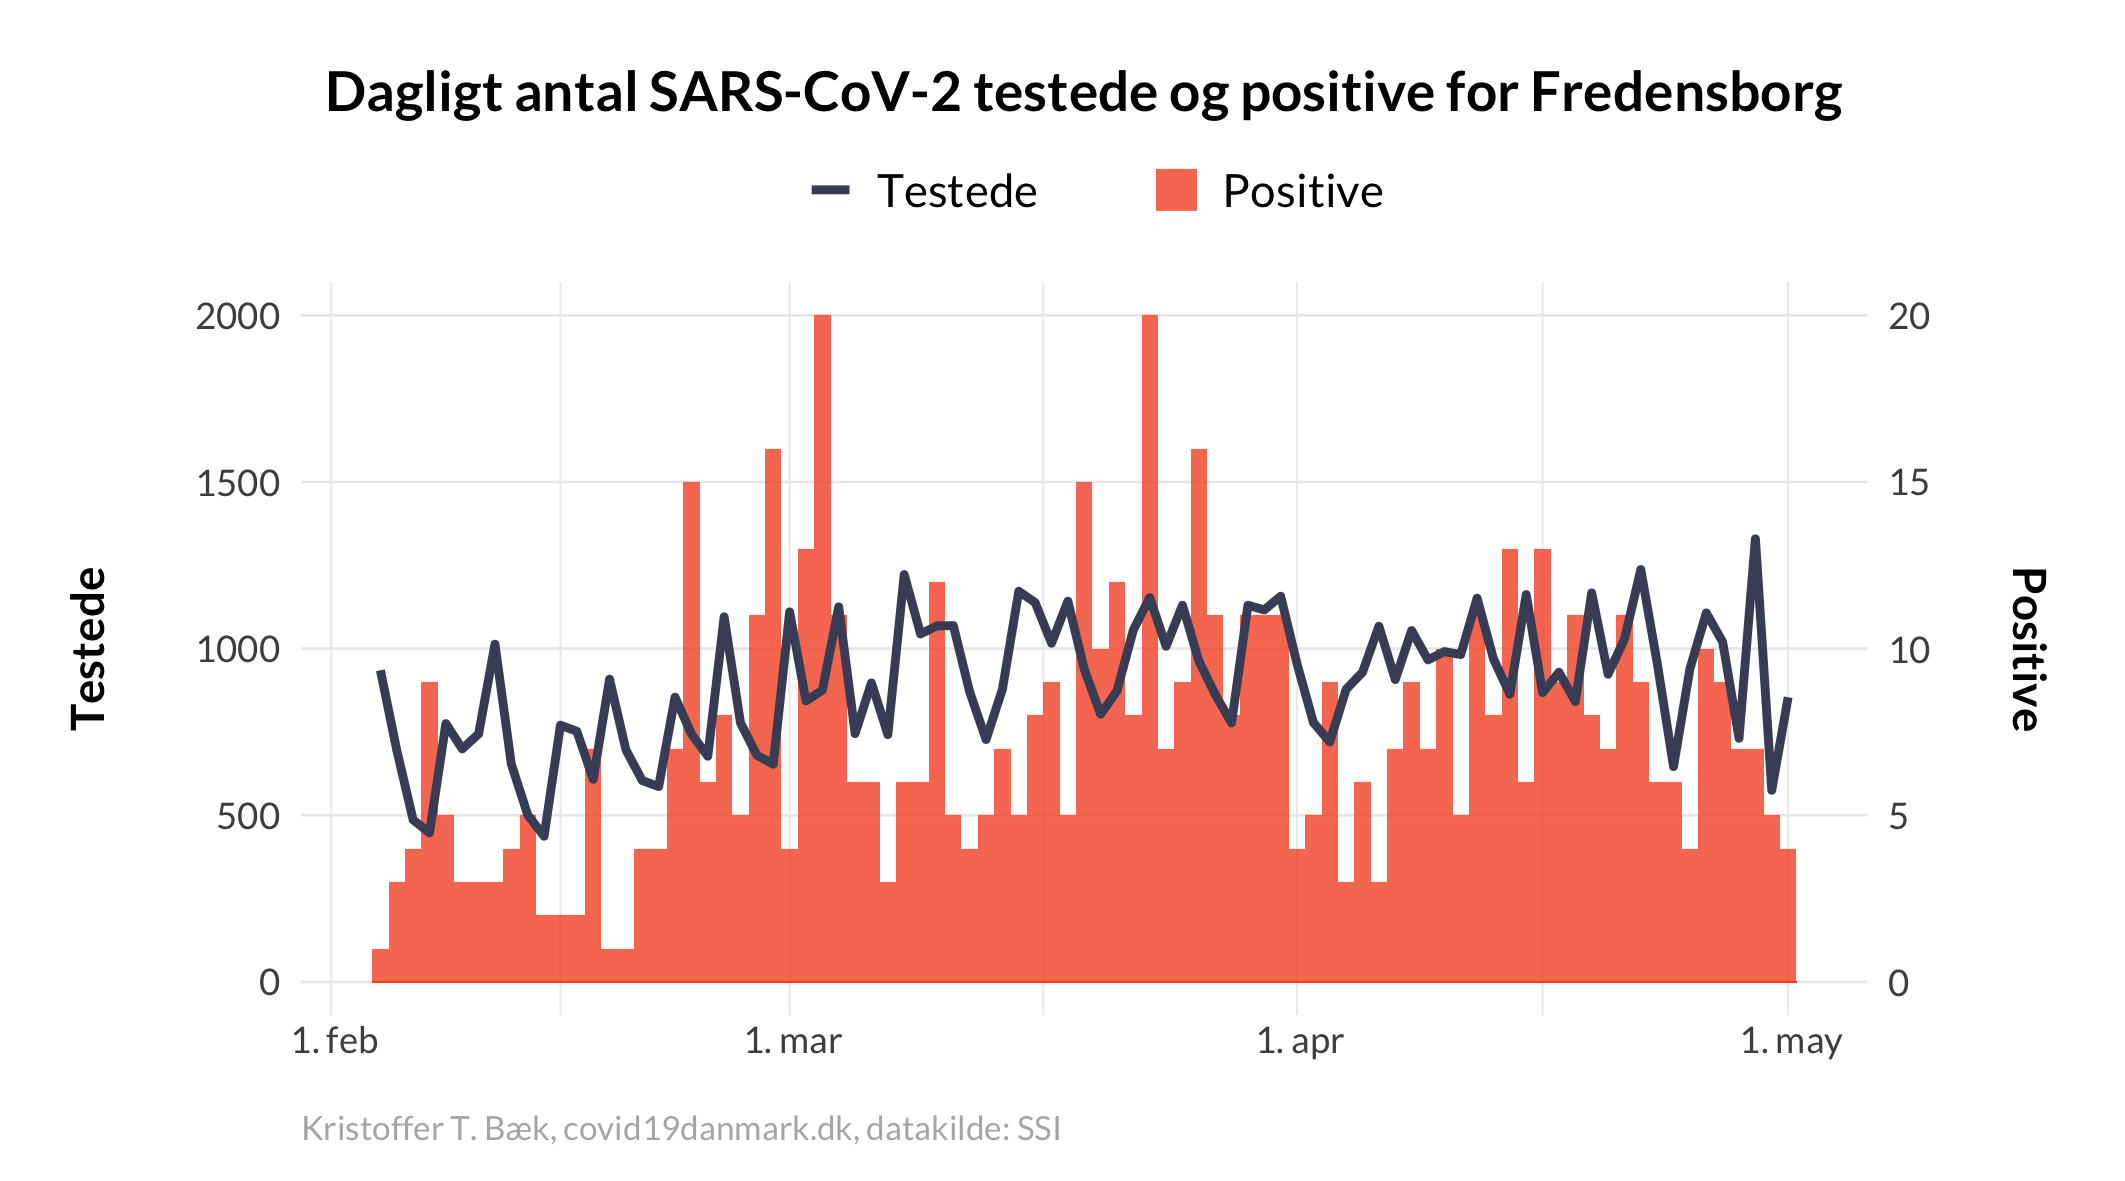 Dagligt antal SARS-CoV-2 testede og positive for Fredensborg
Testede Positive
2000 20
1500 15
1000 10
500 5
0 0
Testede
Positive
1. feb 1. mar 1. apr 1. may
Kristoffer T. Bæk, covid19danmark.dk, datakilde: SSI